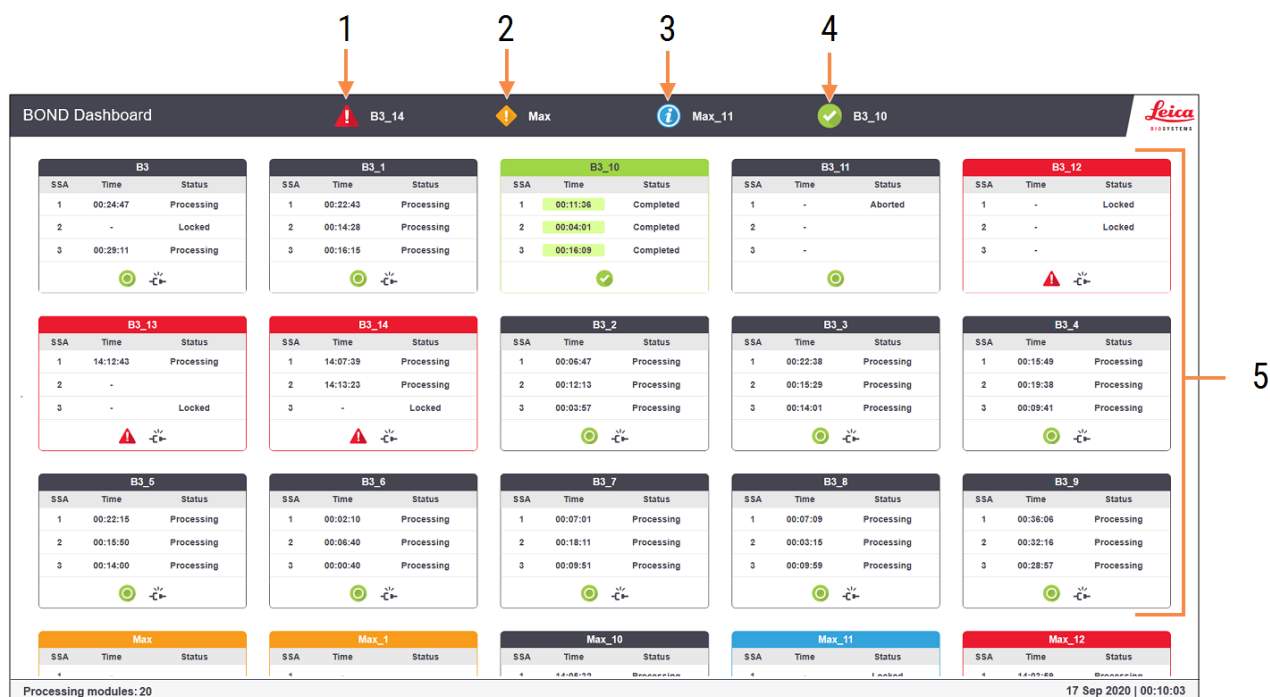 1 2 3 4
BOND Dashboard B3_14 Max Max_11 B3_10 Leica
BIOSYSTEMS
B3 B3_1 B3_10 B3_11 B3_12
SSA Time Status SSA Time Status SSA Time Status SSA Time Status SSA Time Status
1 00:24:47 Processing 1 00:22:43 Processing 1 00:11:36 Completed 1 - Aborted 1 - Locked
2 - Locked 2 00:14:28 Processing 2 00:04:01 Completed 2 - 2 - Locked
3 00:29:11 Processing 3 00:16:15 Processing 3 00:16:09 Completed 3 - 3 -
B3_13 B3_14 B3_2 B3_3 B3_4
SSA Time Status SSA Time Status SSA Time Status SSA Time Status SSA Time Status
1 14:12:43 Processing 1 14:07:39 Processing 1 00:06:47 Processing 1 00:22:38 Processing 1 00:15:49 Processing
5
2 - 2 14:13:23 Processing 2 00:12:13 Processing 2 00:15:29 Processing 2 00:19:38 Processing
3 - Locked 3 - Locked 3 00:03:57 Processing 3 00:14:01 Processing 3 00:09:41 Processing
B3_5 B3_6 B3_7 B3_8 B3_9
SSA Time Status SSA Time Status SSA Time Status SSA Time Status SSA Time Status
1 00:22:15 Processing 1 00:02:10 Processing 1 00:07:01 Processing 1 00:07:09 Processing 1 00:36:06 Processing
2 00:15:50 Processing 2 00:06:40 Processing 2 00:18:11 Processing 2 00:03:15 Processing 2 00:32:16 Processing
3 00:14:00 Processing 3 00:00:40 Processing 3 00:09:51 Processing 3 00:09:59 Processing 3 00:28:57 Processing
Max Max_1 Max_10 Max_11 Max_12
SSA Time Status SSA Time Status SSA Time Status SSA Time Status SSA Time Status
Processing modules: 20 17 Sep 2020 | 00:10:03